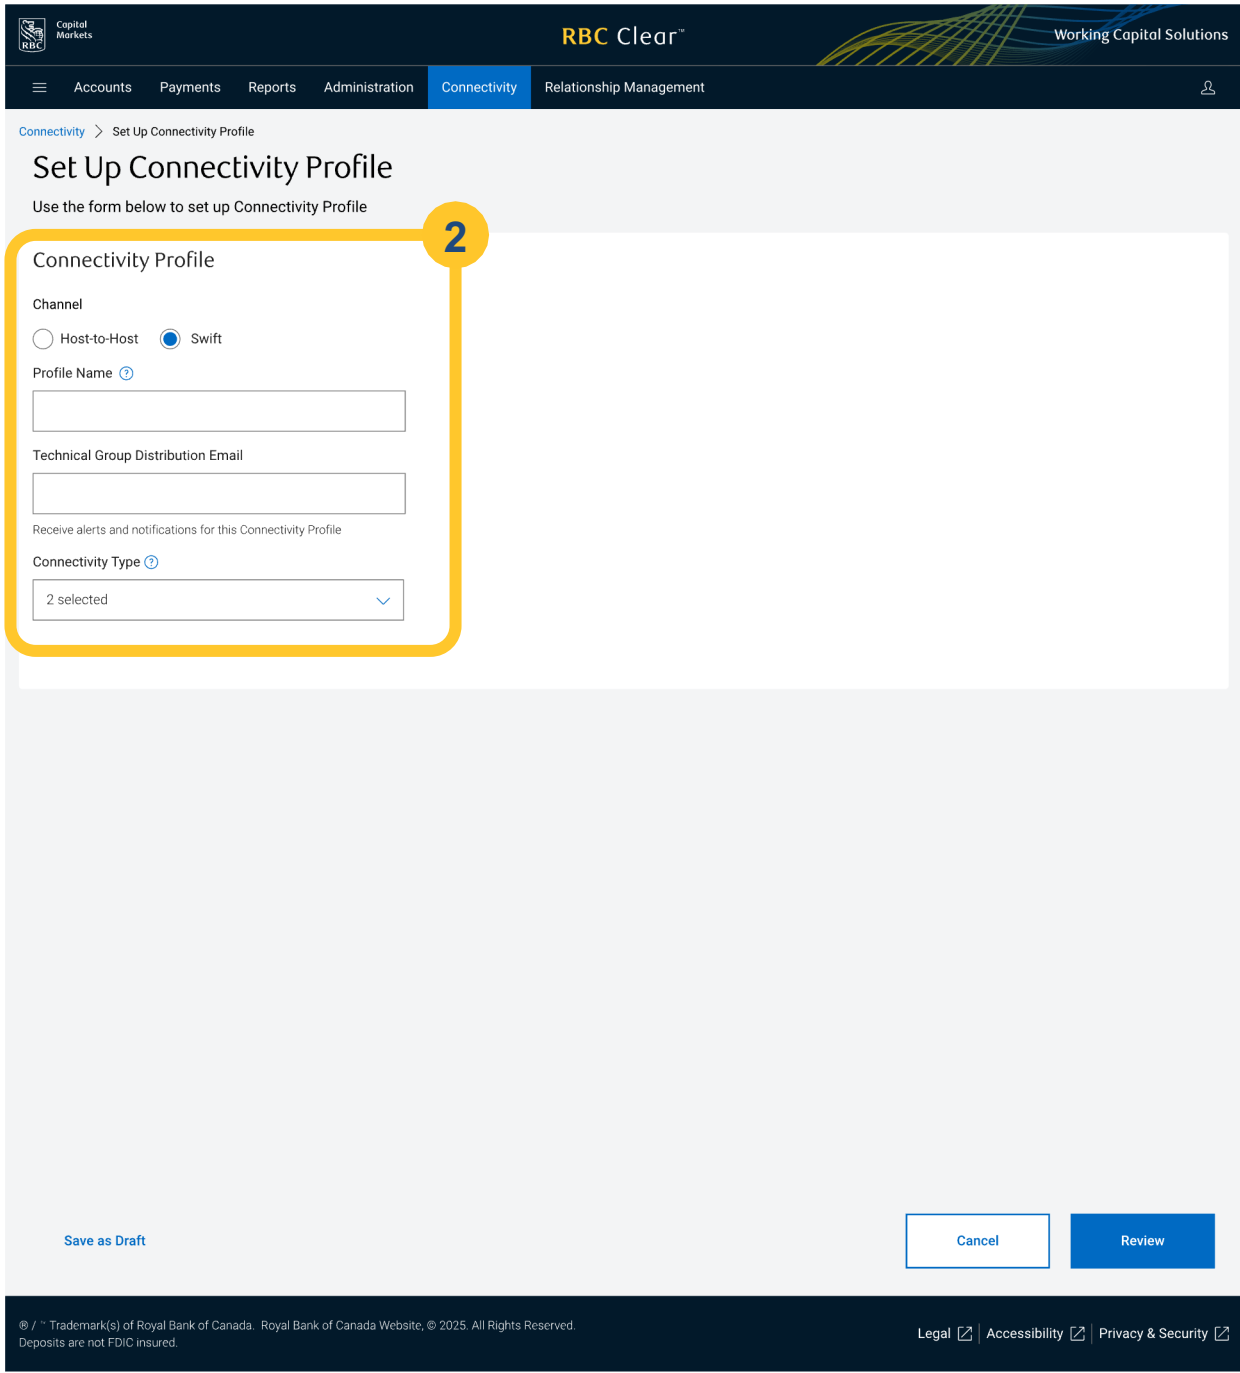 RBC
Capital
Markets
RBC Clear™
Working Capital Solutions
Accounts Payments Reports Administration Connectivity Relationship Management
Connectivity > Set Up Connectivity Profile
Set Up Connectivity Profile
Use the form below to set up Connectivity Profile
2
Connectivity Profile
Channel
Host-to-Host Swift
Profile Name ?
Technical Group Distribution Email
Receive alerts and notifications for this Connectivity Profile
Connectivity Type ?
2 selected
Save as Draft Cancel Review
® / ™ Trademark(s) of Royal Bank of Canada. Royal Bank of Canada Website, © 2025. All Rights Reserved.
Deposits are not FDIC insured.
Legal | Accessibility | Privacy & Security